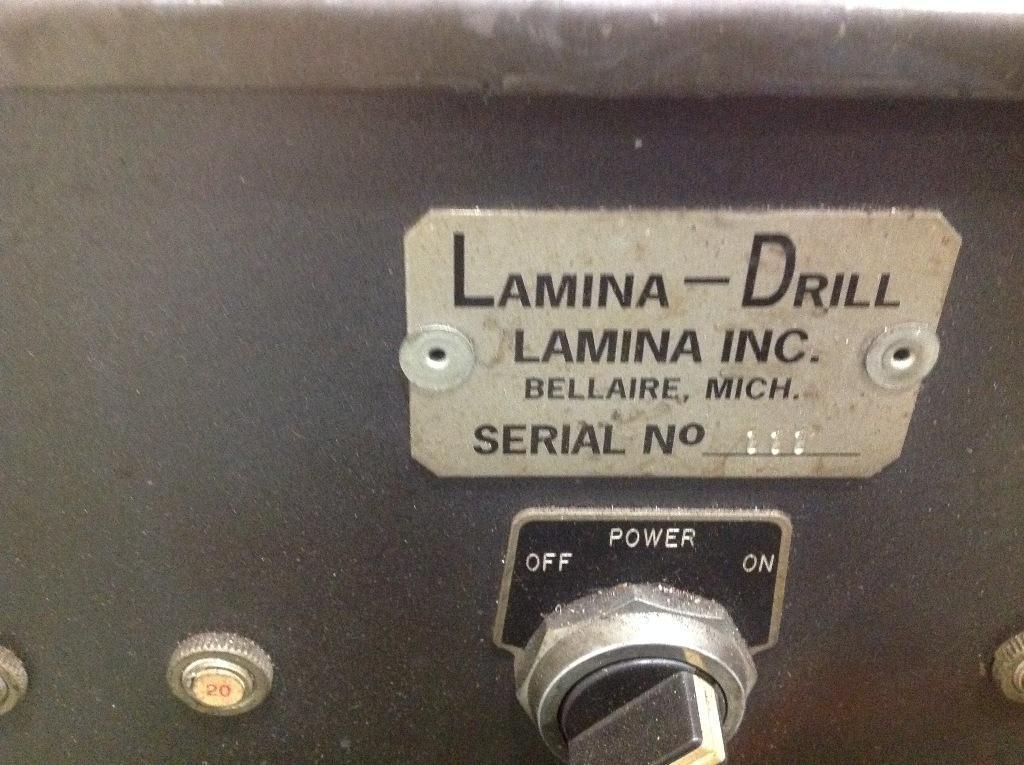 LAMINA - DRILL
LAMINA INC.
BELLAIRE, MICH.
SERIAL No
POWER
OFF ON
20